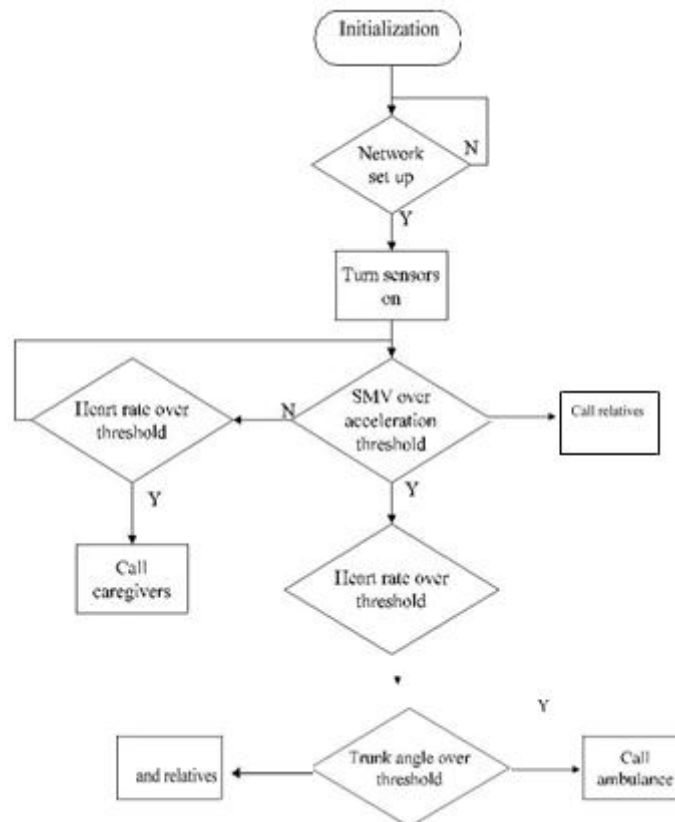 Initialization
Network
set up
N
Y
Turn sensors
on
Heart rate over
threshold
N
SMV over
acceleration
threshold
Call relatives
Y
Y
Call
caregivers
Heart rate over
threshold
Y
and relatives
Trunk angle over
threshold
Call
ambulance